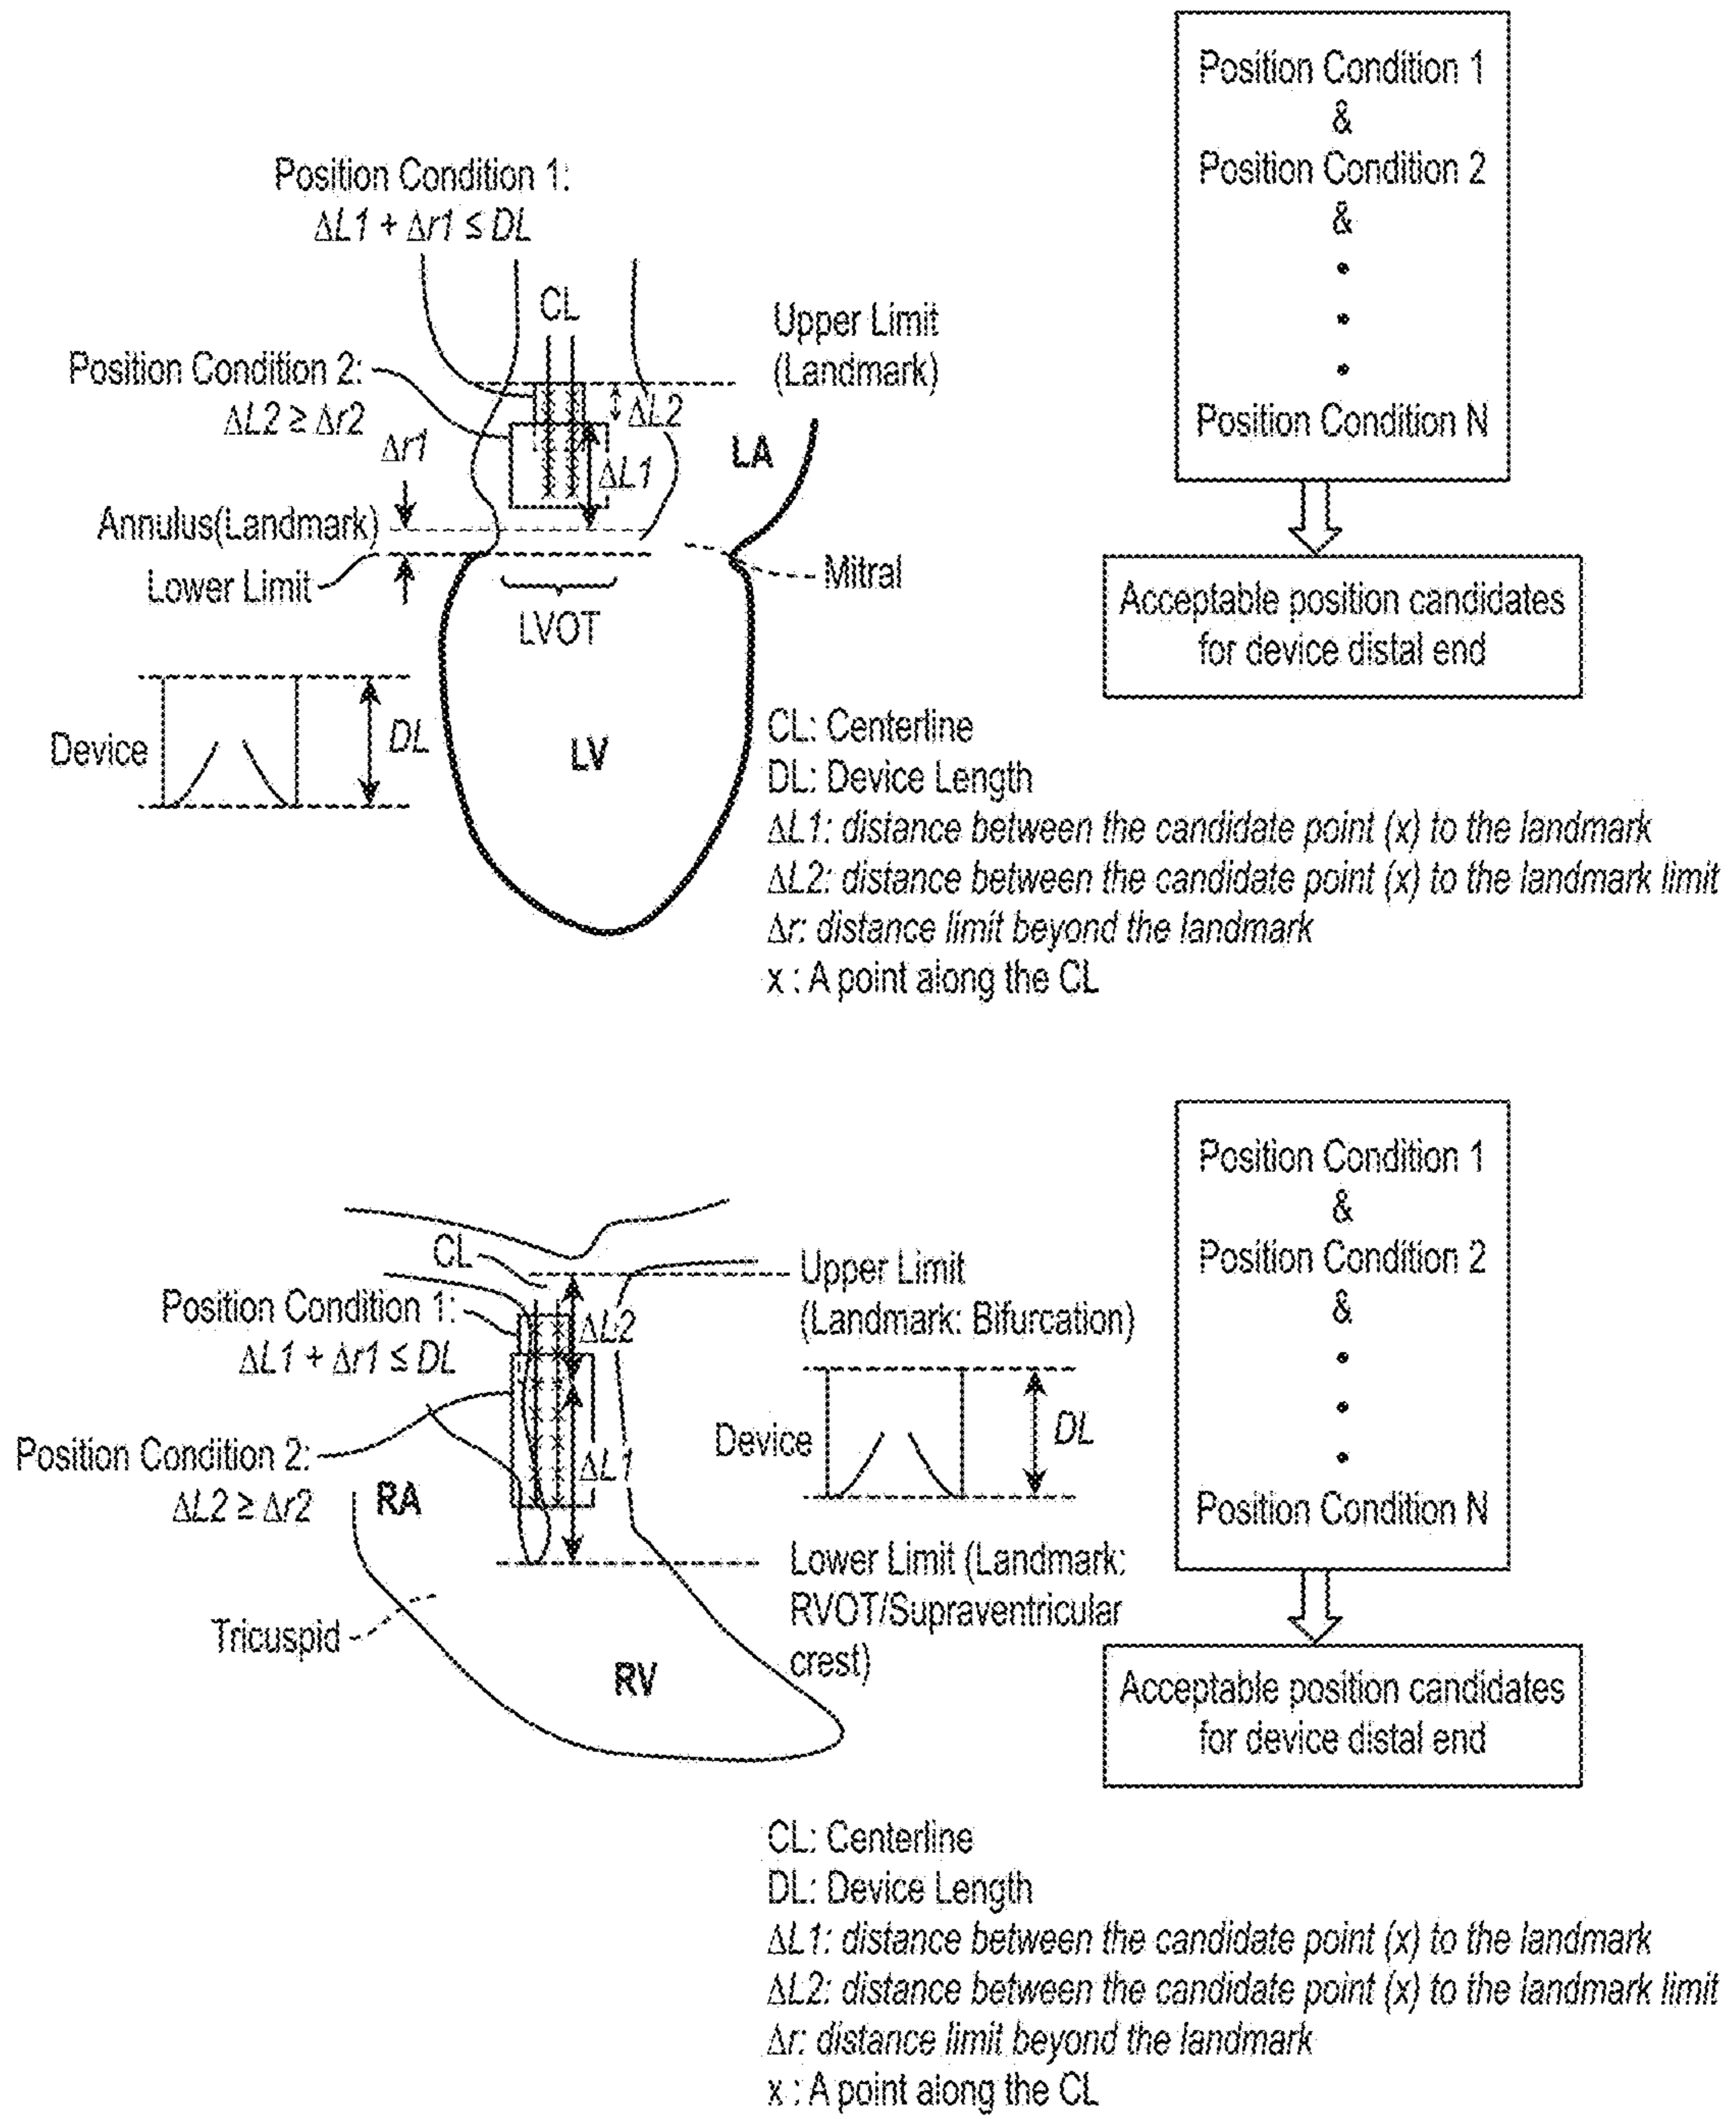 Position Condition 1:
ΔL1 + Δr1 ≤ DL
CL
Upper Limit
(Landmark)
Position Condition 2:
ΔL2 ≥ Δr2
ΔL2
Δr1
LA
ΔL1
Annulus(Landmark)
Lower Limit
Mitral
LVOT
Device
DL
LV
CL: Centerline
DL: Device Length
ΔL1: distance between the candidate point (x) to the landmark
ΔL2: distance between the candidate point (x) to the landmark limit
Δr: distance limit beyond the landmark
x : A point along the CL
Position Condition 1
&
Position Condition 2
&
Position Condition N
Acceptable position candidates
for device distal end
CL
Upper Limit
(Landmark: Bifurcation)
Position Condition 1:
ΔL1 + Δr1 ≤ DL
ΔL2
Position Condition 2:
ΔL2 ≥ Δr2
ΔL1
RA
Device
DL
Lower Limit (Landmark:
RVOT/Supraventricular
crest)
Tricuspid
RV
Position Condition 1
&
Position Condition 2
&
Position Condition N
Acceptable position candidates
for device distal end
CL: Centerline
DL: Device Length
ΔL1: distance between the candidate point (x) to the landmark
ΔL2: distance between the candidate point (x) to the landmark limit
Δr: distance limit beyond the landmark
x : A point along the CL